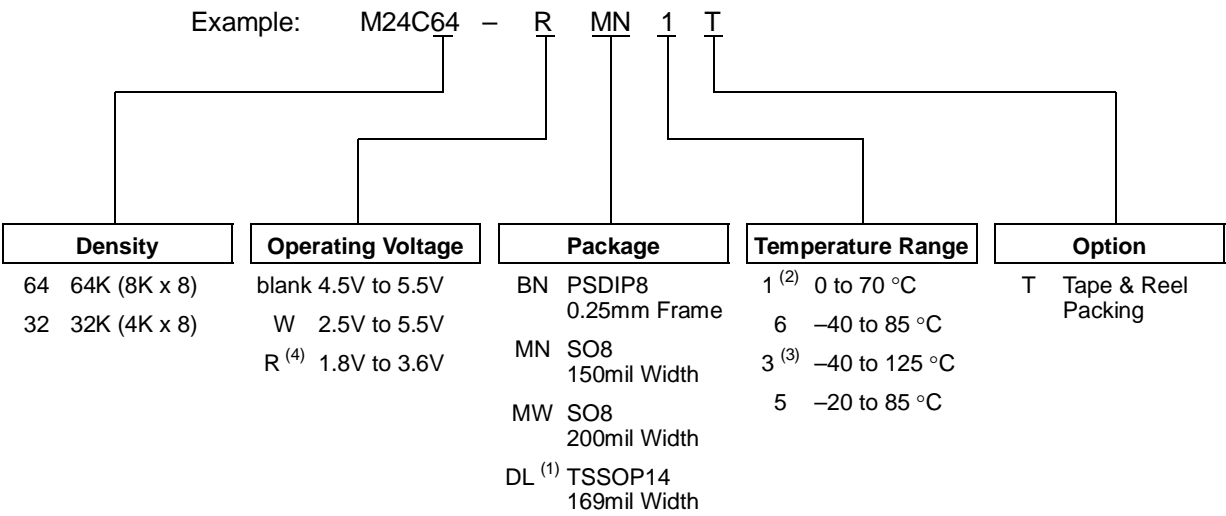 Example: M24C64 – R MN 1 T
Density
64 64K (8K x 8)
32 32K (4K x 8)
Operating Voltage
blank 4.5V to 5.5V
W 2.5V to 5.5V
R (4) 1.8V to 3.6V
Package
BN PSDIP8
0.25mm Frame
MN SO8
150mil Width
MW SO8
200mil Width
DL (1) TSSOP14
169mil Width
Temperature Range
1 (2) 0 to 70 °C
6 –40 to 85 °C
3 (3) –40 to 125 °C
5 –20 to 85 °C
Option
T Tape & Reel
Packing